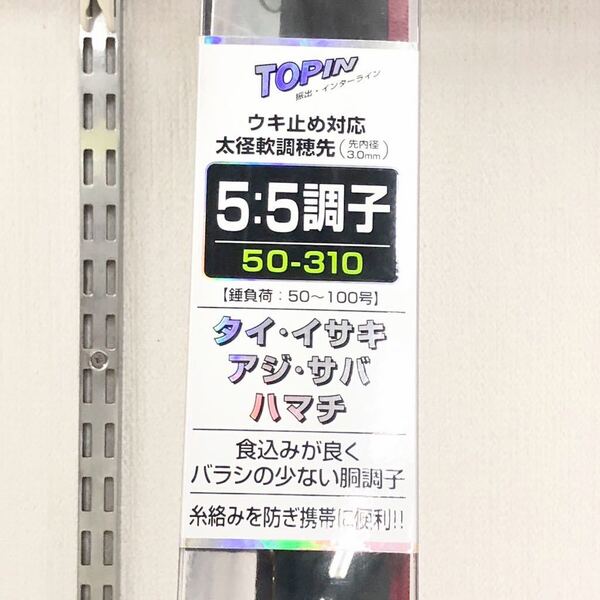 TOPIN
振出・インターライン
ウキ止め対応
太径軟調穂先(先内径3.0mm)
5:5調子
50-310
【錘負荷:50〜100号】
タイ・イサキ
アジ・サバ
ハマチ
食込みが良く
バラシの少ない胴調子
糸絡みを防ぎ携帯に便利!!